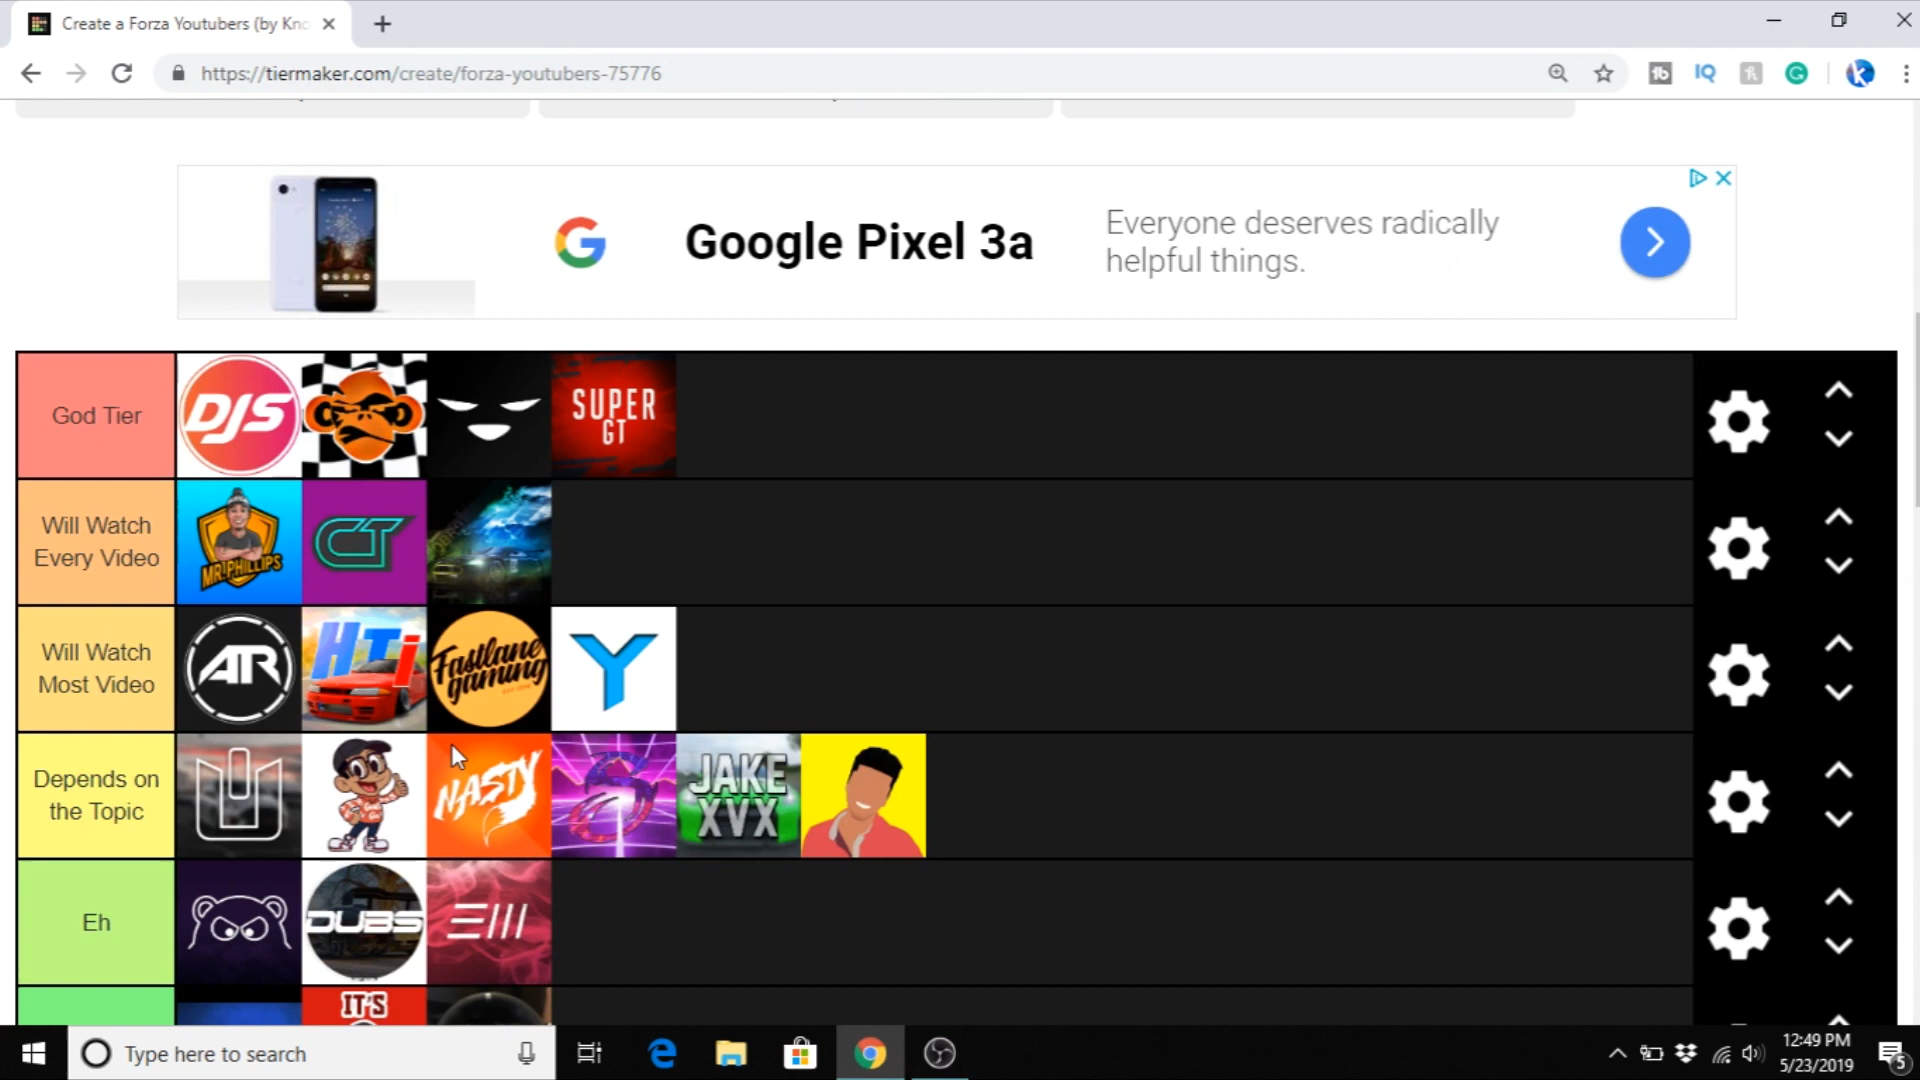 Create a Forza Youtubers (by Kno
https://tiermaker.com/create/forza-youtubers-75776
Google Pixel 3a
Everyone deserves radically
helpful things.
God Tier
DJS
SUPER
GT
Will Watch
Every Video
MR.PHILLIPS
CT
Will Watch
Most Video
AR
HTi
Fastlane
gaming
Y
Depends on
the Topic
NASTY
S
JAKE
XVX
Eh
DUBS
IT'S
Type here to search
12:49 PM
5/23/2019
5